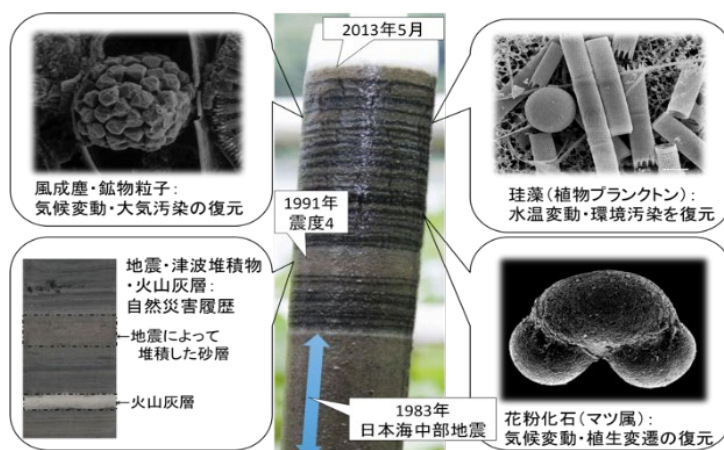 2013年5月
風成塵・鉱物粒子：
気候変動・大気汚染の復元
珪藻（植物プランクトン）：
水温変動・環境汚染を復元
1991年
震度4
地震・津波堆積物
・火山灰層：
自然災害履歴
←地震によって
堆積した砂層
←火山灰層
1983年
日本海中部地震
花粉化石（マツ属）：
気候変動・植生変遷の復元